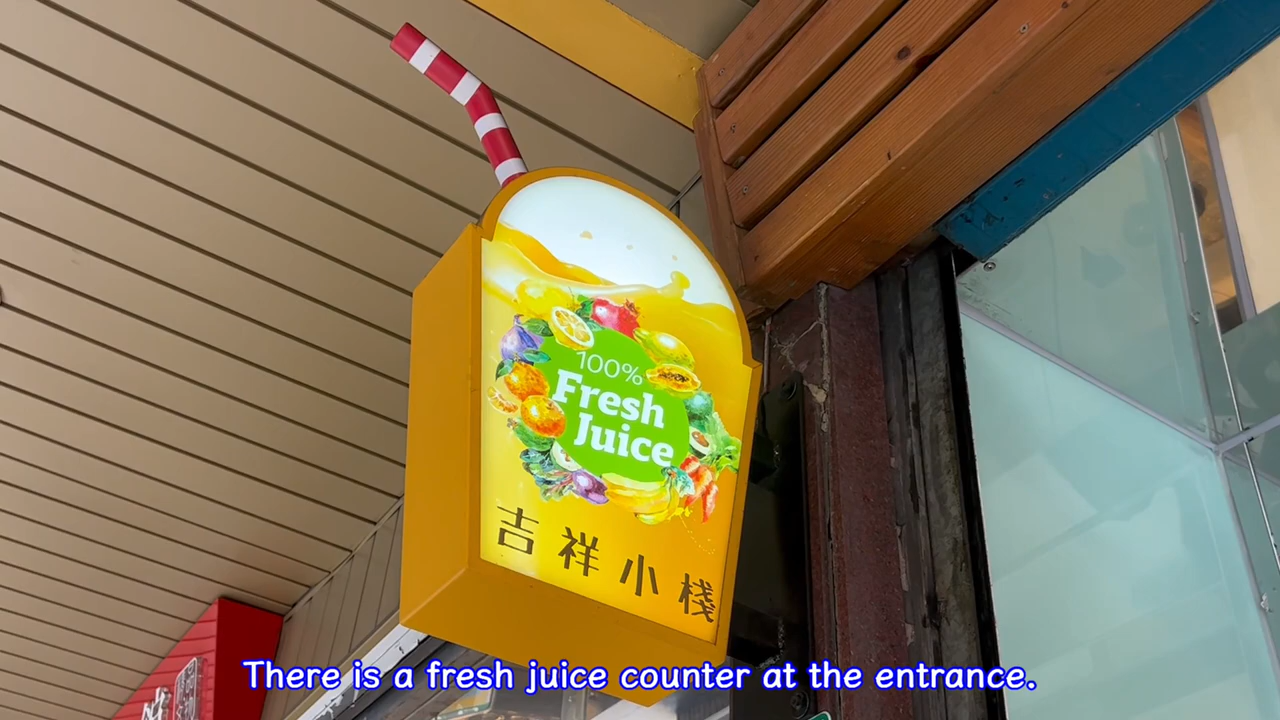 100%
Fresh
Juice
吉祥小棧
There is a fresh juice counter at the entrance.